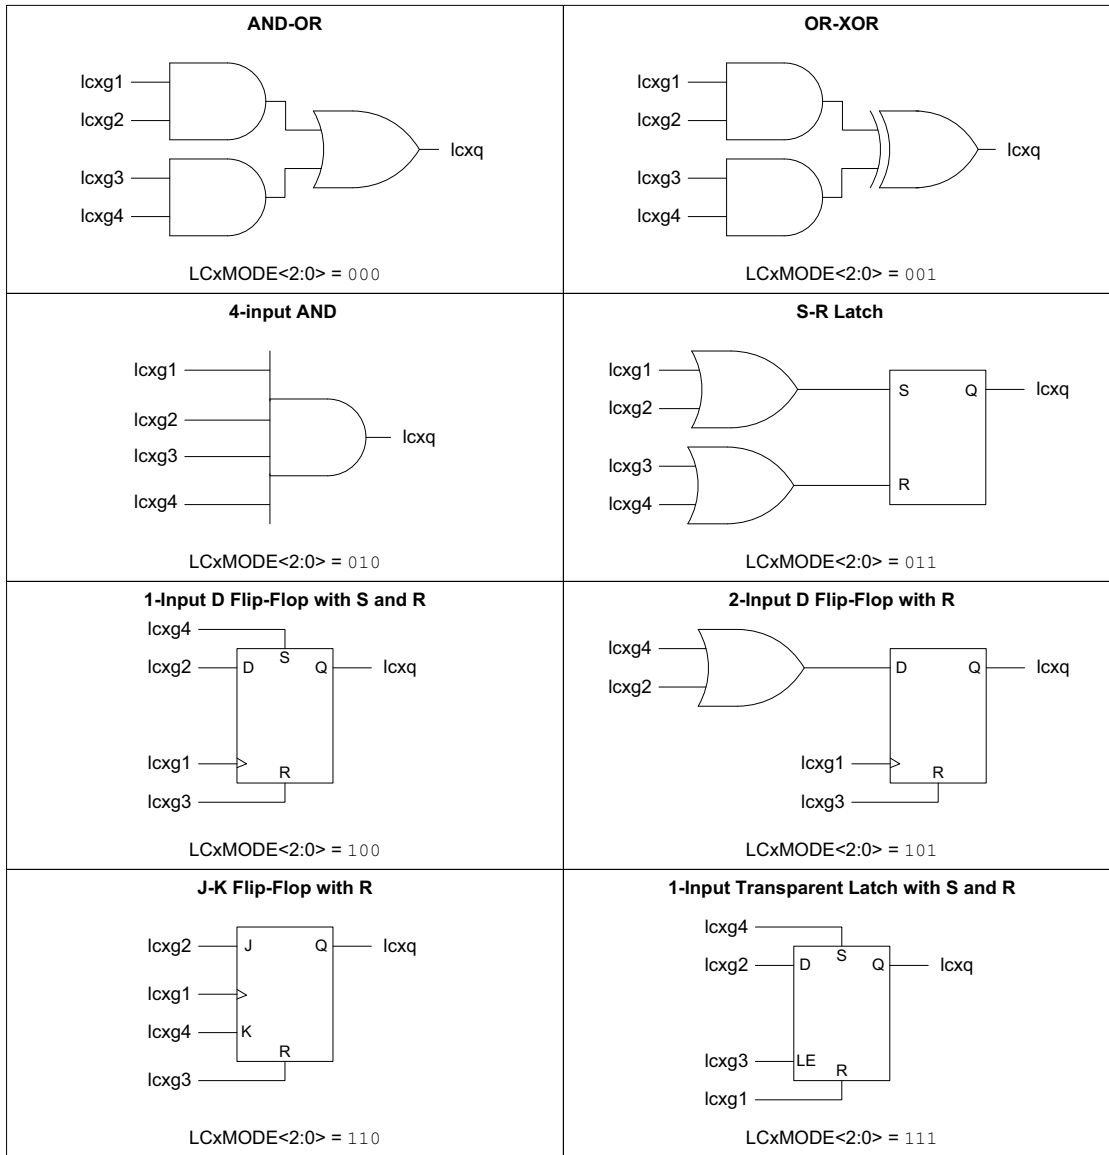 AND-OR
lcxg1
lcxg2
lcxg3
lcxg4
lcxq
LCxMODE<2:0> = 000
OR-XOR
lcxg1
lcxg2
lcxg3
lcxg4
lcxq
LCxMODE<2:0> = 001
4-input AND
lcxg1
lcxg2
lcxg3
lcxg4
lcxq
LCxMODE<2:0> = 010
S-R Latch
lcxg1
lcxg2
lcxg3
lcxg4
S
Q
R
lcxq
LCxMODE<2:0> = 011
1-Input D Flip-Flop with S and R
lcxg4
S
lcxg2
D
Q
lcxq
lcxg1
R
lcxg3
LCxMODE<2:0> = 100
2-Input D Flip-Flop with R
lcxg4
lcxg2
D
Q
lcxq
lcxg1
R
lcxg3
LCxMODE<2:0> = 101
J-K Flip-Flop with R
lcxg2
J
Q
lcxq
lcxg1
lcxg4
K
R
lcxg3
LCxMODE<2:0> = 110
1-Input Transparent Latch with S and R
lcxg4
S
lcxg2
D
Q
lcxq
lcxg3
LE
R
lcxg1
LCxMODE<2:0> = 111